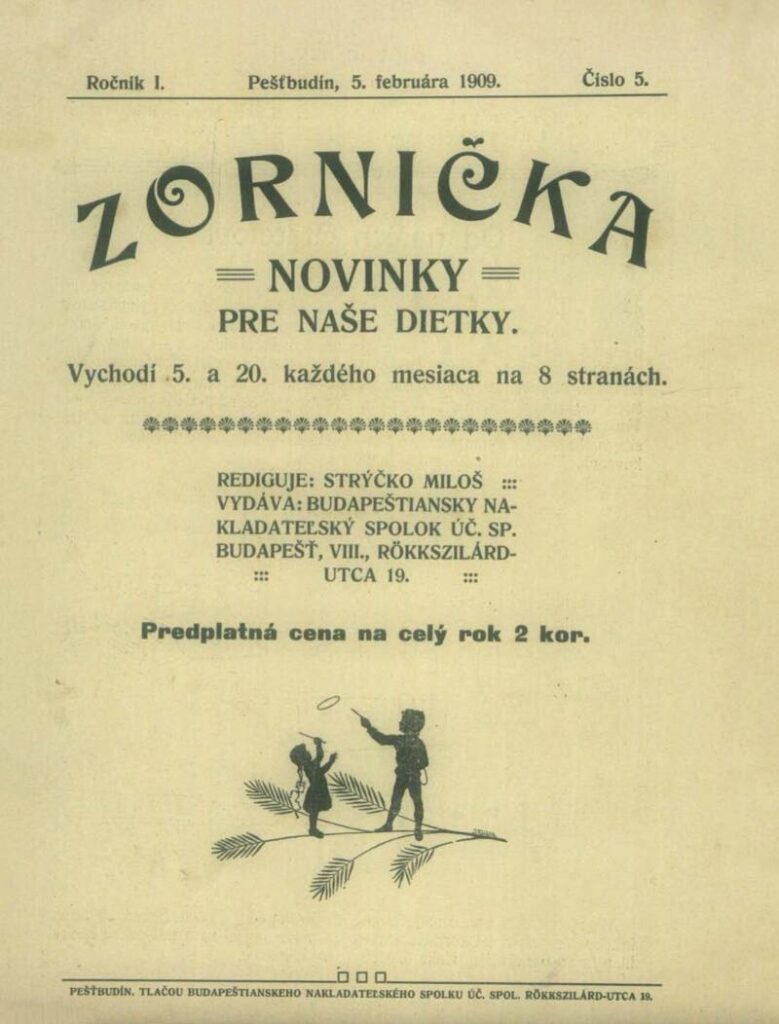 Ročník I. Pešťbudín, 5. februára 1909. Číslo 5.
ZORNIČKA
NOVINKY
PRE NAŠE DIETKY.
Vychodí 5. a 20. každého mesiaca na 8 stranách.
REDIGUJE: STRÝČKO MILOŠ :::
VYDÁVA: BUDAPEŠTIANSKY NA-
KLADATEĽSKÝ SPOLOK ÚČ. SP.
BUDAPEŠŤ, VIII., RÖKKSZILÁRD-
::: UTCA 19. :::
Predplatná cena na celý rok 2 kor.
PEŠŤBUDÍN. TLAČOU BUDAPEŠTIANSKEHO NAKLADATEĽSKÉHO SPOLKU ÚČ. SPOL. RÖKKSZILÁRD-UTCA 19.